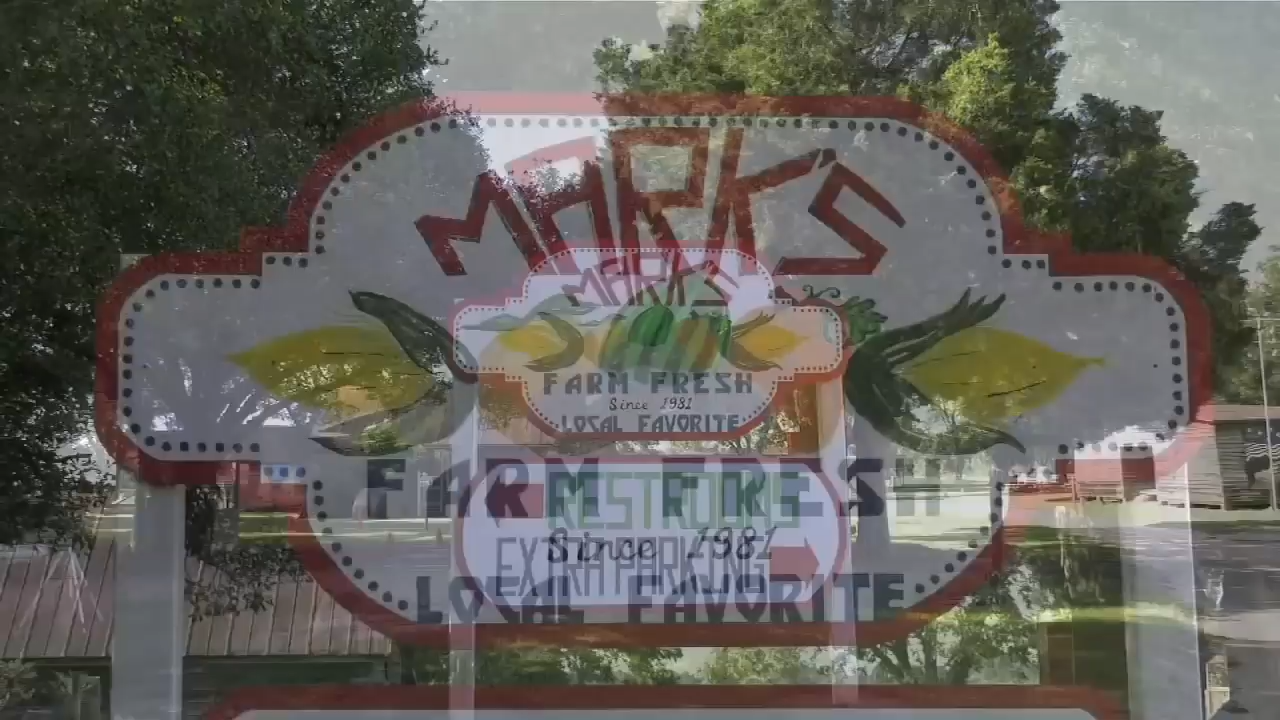 MARK'S
MARK'S
FARM FRESH
Since 1981
LOCAL FAVORITE
FARM FRESH
RESTROOMS
Since 1981
EXTRA PARKING
LOCAL FAVORITE